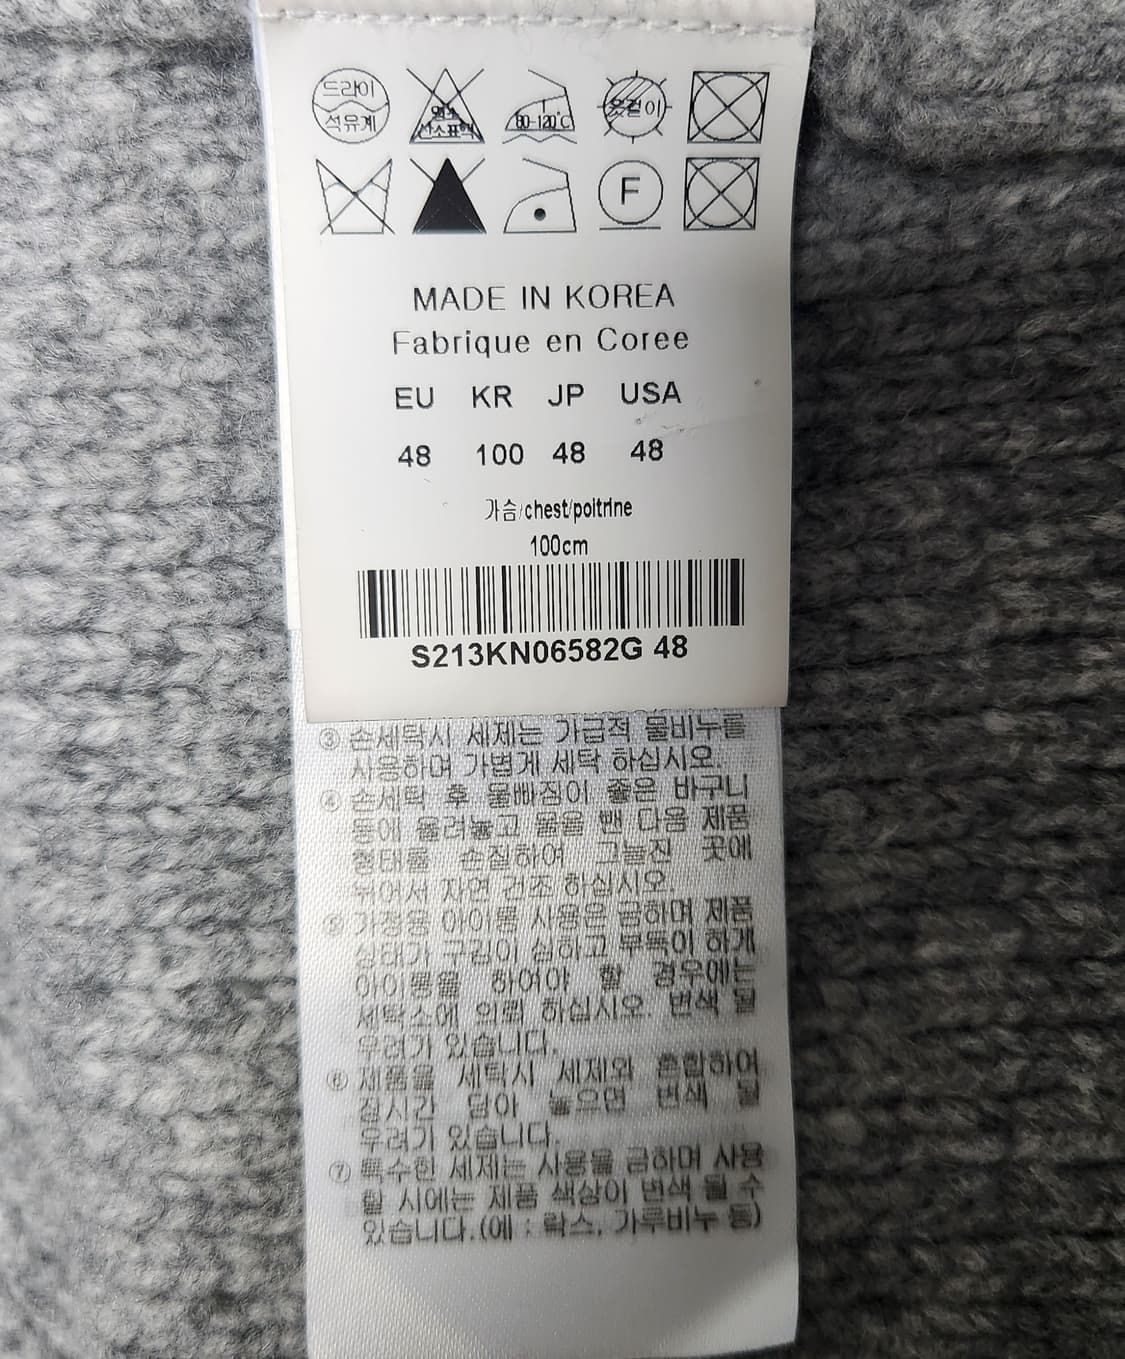 드라이
석유계
염소
산소표백
80-120°C
옷걸이
F
MADE IN KOREA
Fabrique en Coree
EU KR JP USA
48 100 48 48
가슴/chest/poitrine
100cm
S213KN06582G 48
③ 손세탁시 세제는 가급적 물비누를
사용하며 가볍게 세탁 하십시오.
④ 손세탁 후 물빠짐이 좋은 바구니
등에 올려놓고 물을 뺀 다음 제품
형태를 손질하여 그늘진 곳에
뉘어서 자연 건조 하십시오.
⑤ 가정용 아이롱 사용은 금하며 제품
상태가 구김이 심하고 부득이 하게
아이롱을 하여야 할 경우에는
세탁소에 의뢰 하십시오. 변색 될
우려가 있습니다.
⑥ 제품을 세탁시 세제와 혼합하여
장시간 담아 놓으면 변색 될
우려가 있습니다.
⑦ 특수한 세제는 사용을 금하며 사용
할 시에는 제품 색상이 변색 될 수
있습니다.(예 : 락스, 가루비누 등)